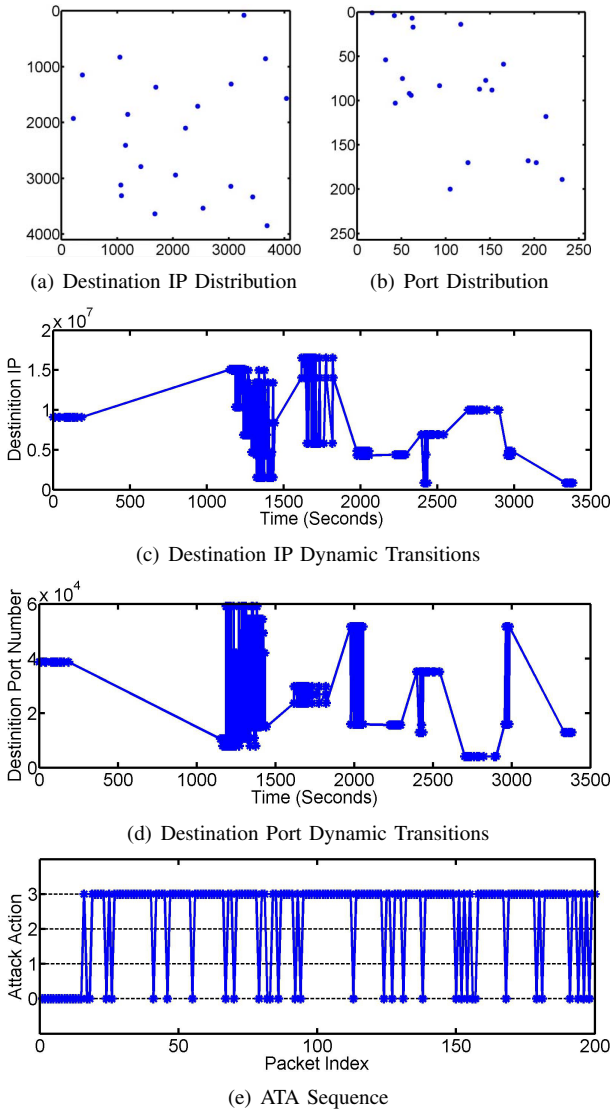 0
1000
2000
3000
4000
0 1000 2000 3000 4000
(a) Destination IP Distribution
0
50
100
150
200
250
0 50 100 150 200 250
(b) Port Distribution
2 x 10^7
1.5
1
0.5
0
Destinition IP
0 500 1000 1500 2000 2500 3000 3500
Time (Seconds)
(c) Destination IP Dynamic Transitions
6 x 10^4
4
2
0
Destinition Port Number
0 500 1000 1500 2000 2500 3000 3500
Time (Seconds)
(d) Destination Port Dynamic Transitions
3
2
1
0
Attack Action
0 50 100 150 200
Packet Index
(e) ATA Sequence